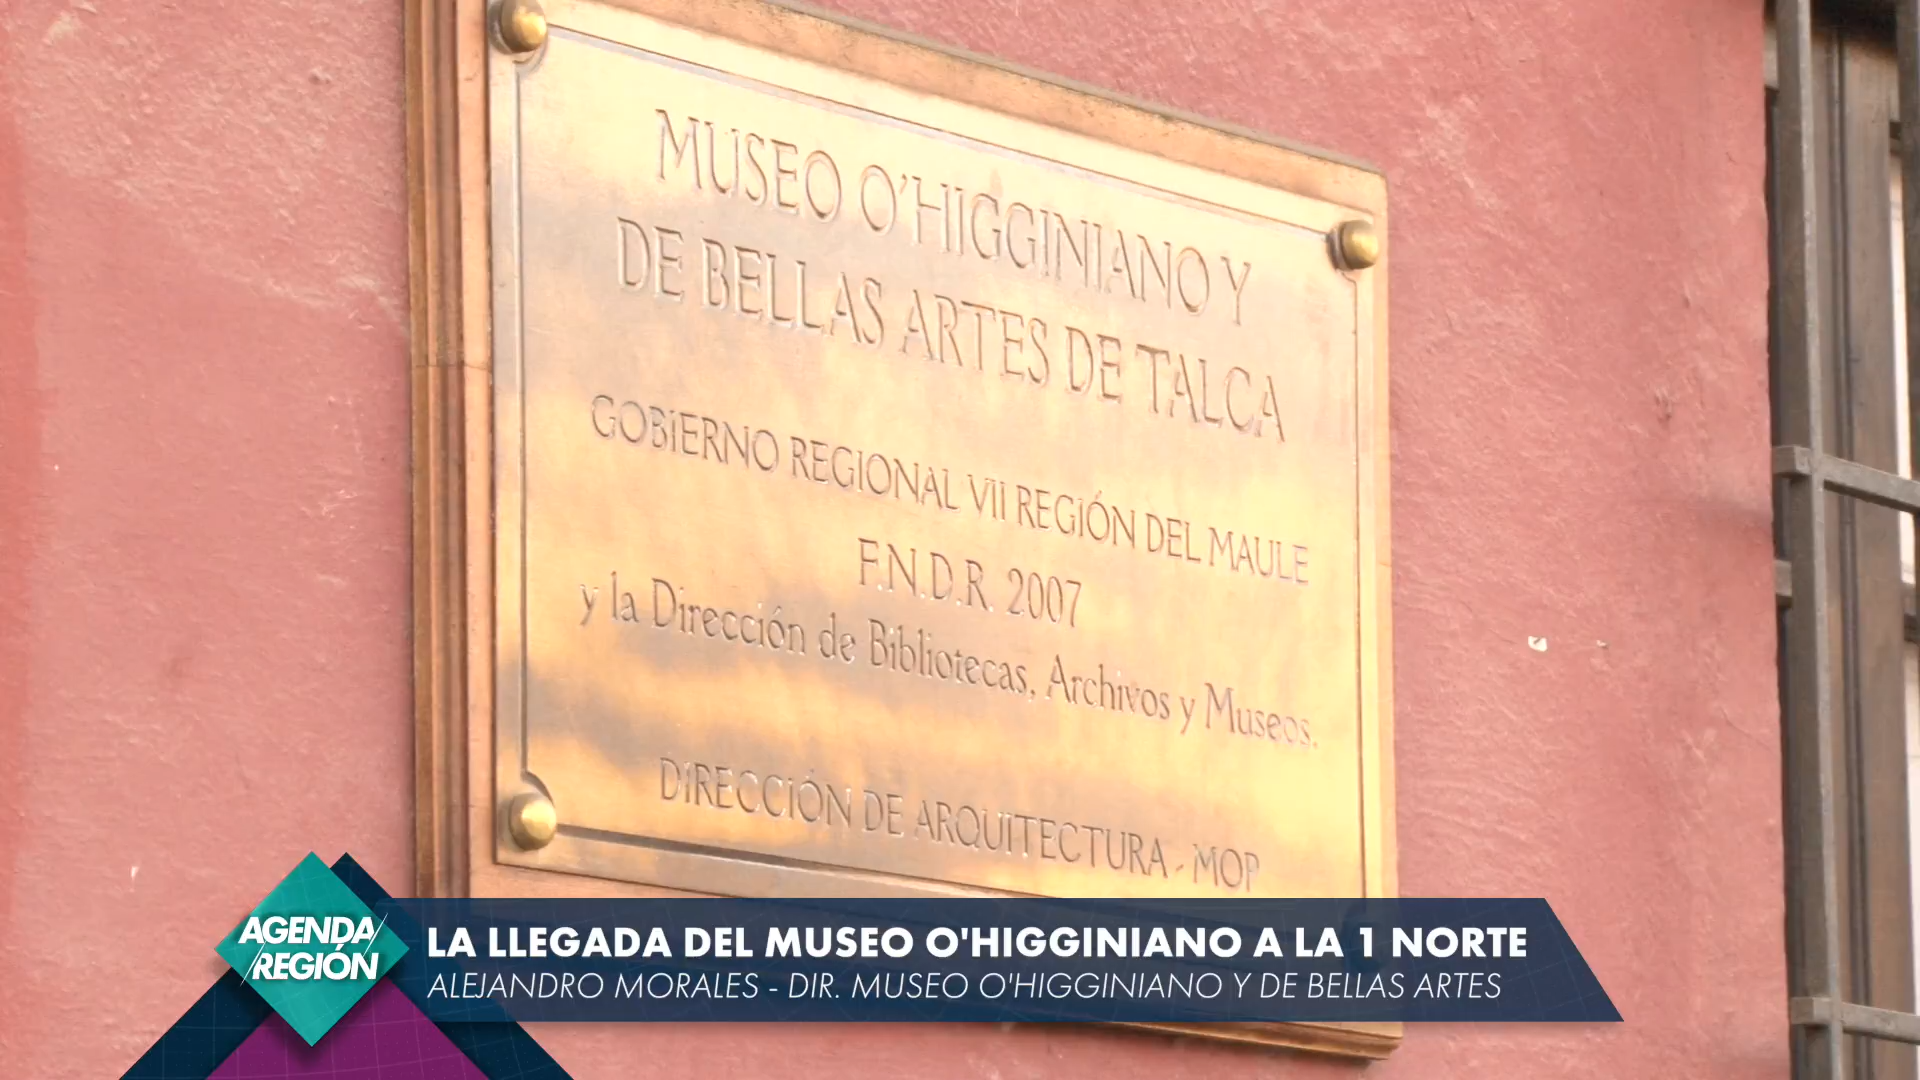 MUSEO O'HIGGINIANO Y
DE BELLAS ARTES DE TALCA
GOBIERNO REGIONAL VII REGIÓN DEL MAULE
F.N.D.R. 2007
y la Dirección de Bibliotecas, Archivos y Museos.
DIRECCIÓN DE ARQUITECTURA - MOP
AGENDA
REGIÓN
LA LLEGADA DEL MUSEO O'HIGGINIANO A LA 1 NORTE
ALEJANDRO MORALES - DIR. MUSEO O'HIGGINIANO Y DE BELLAS ARTES